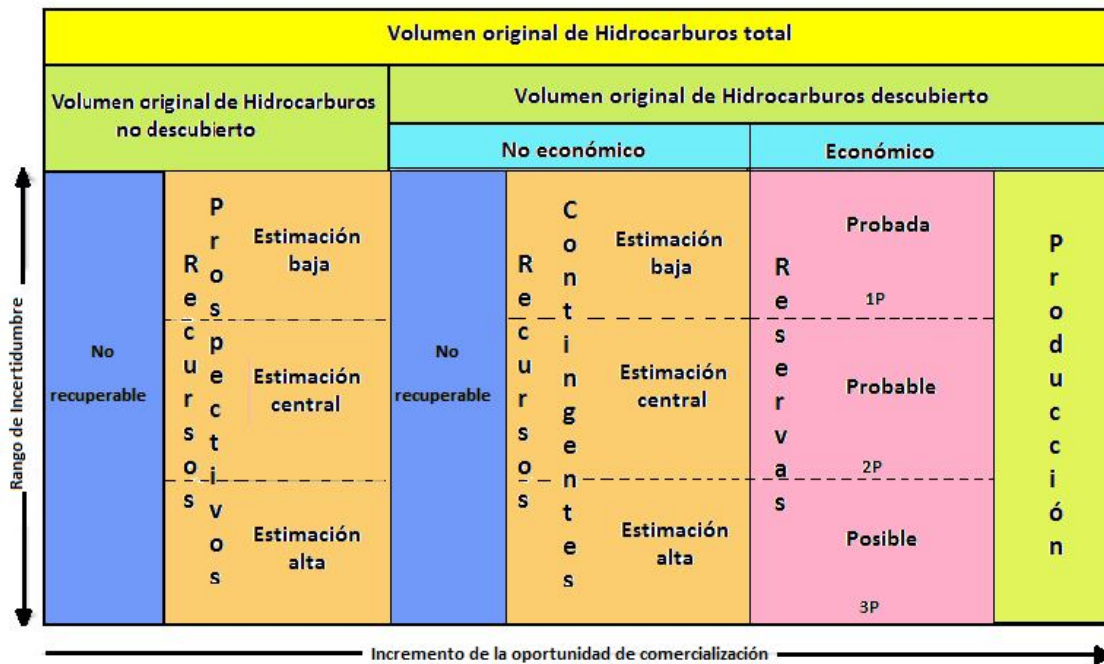 Volumen original de Hidrocarburos total
Volumen original de Hidrocarburos
no descubierto
Volumen original de Hidrocarburos descubierto
No económico
Económico
Rango de Incertidumbre
No
recuperable
Recursos
Prospectivos
Estimación
baja
Estimación
central
Estimación
alta
No
recuperable
Recursos
Contingentes
Estimación
baja
Estimación
central
Estimación
alta
Reservas
Probada
1P
Probable
2P
Posible
3P
Producción
Incremento de la oportunidad de comercialización